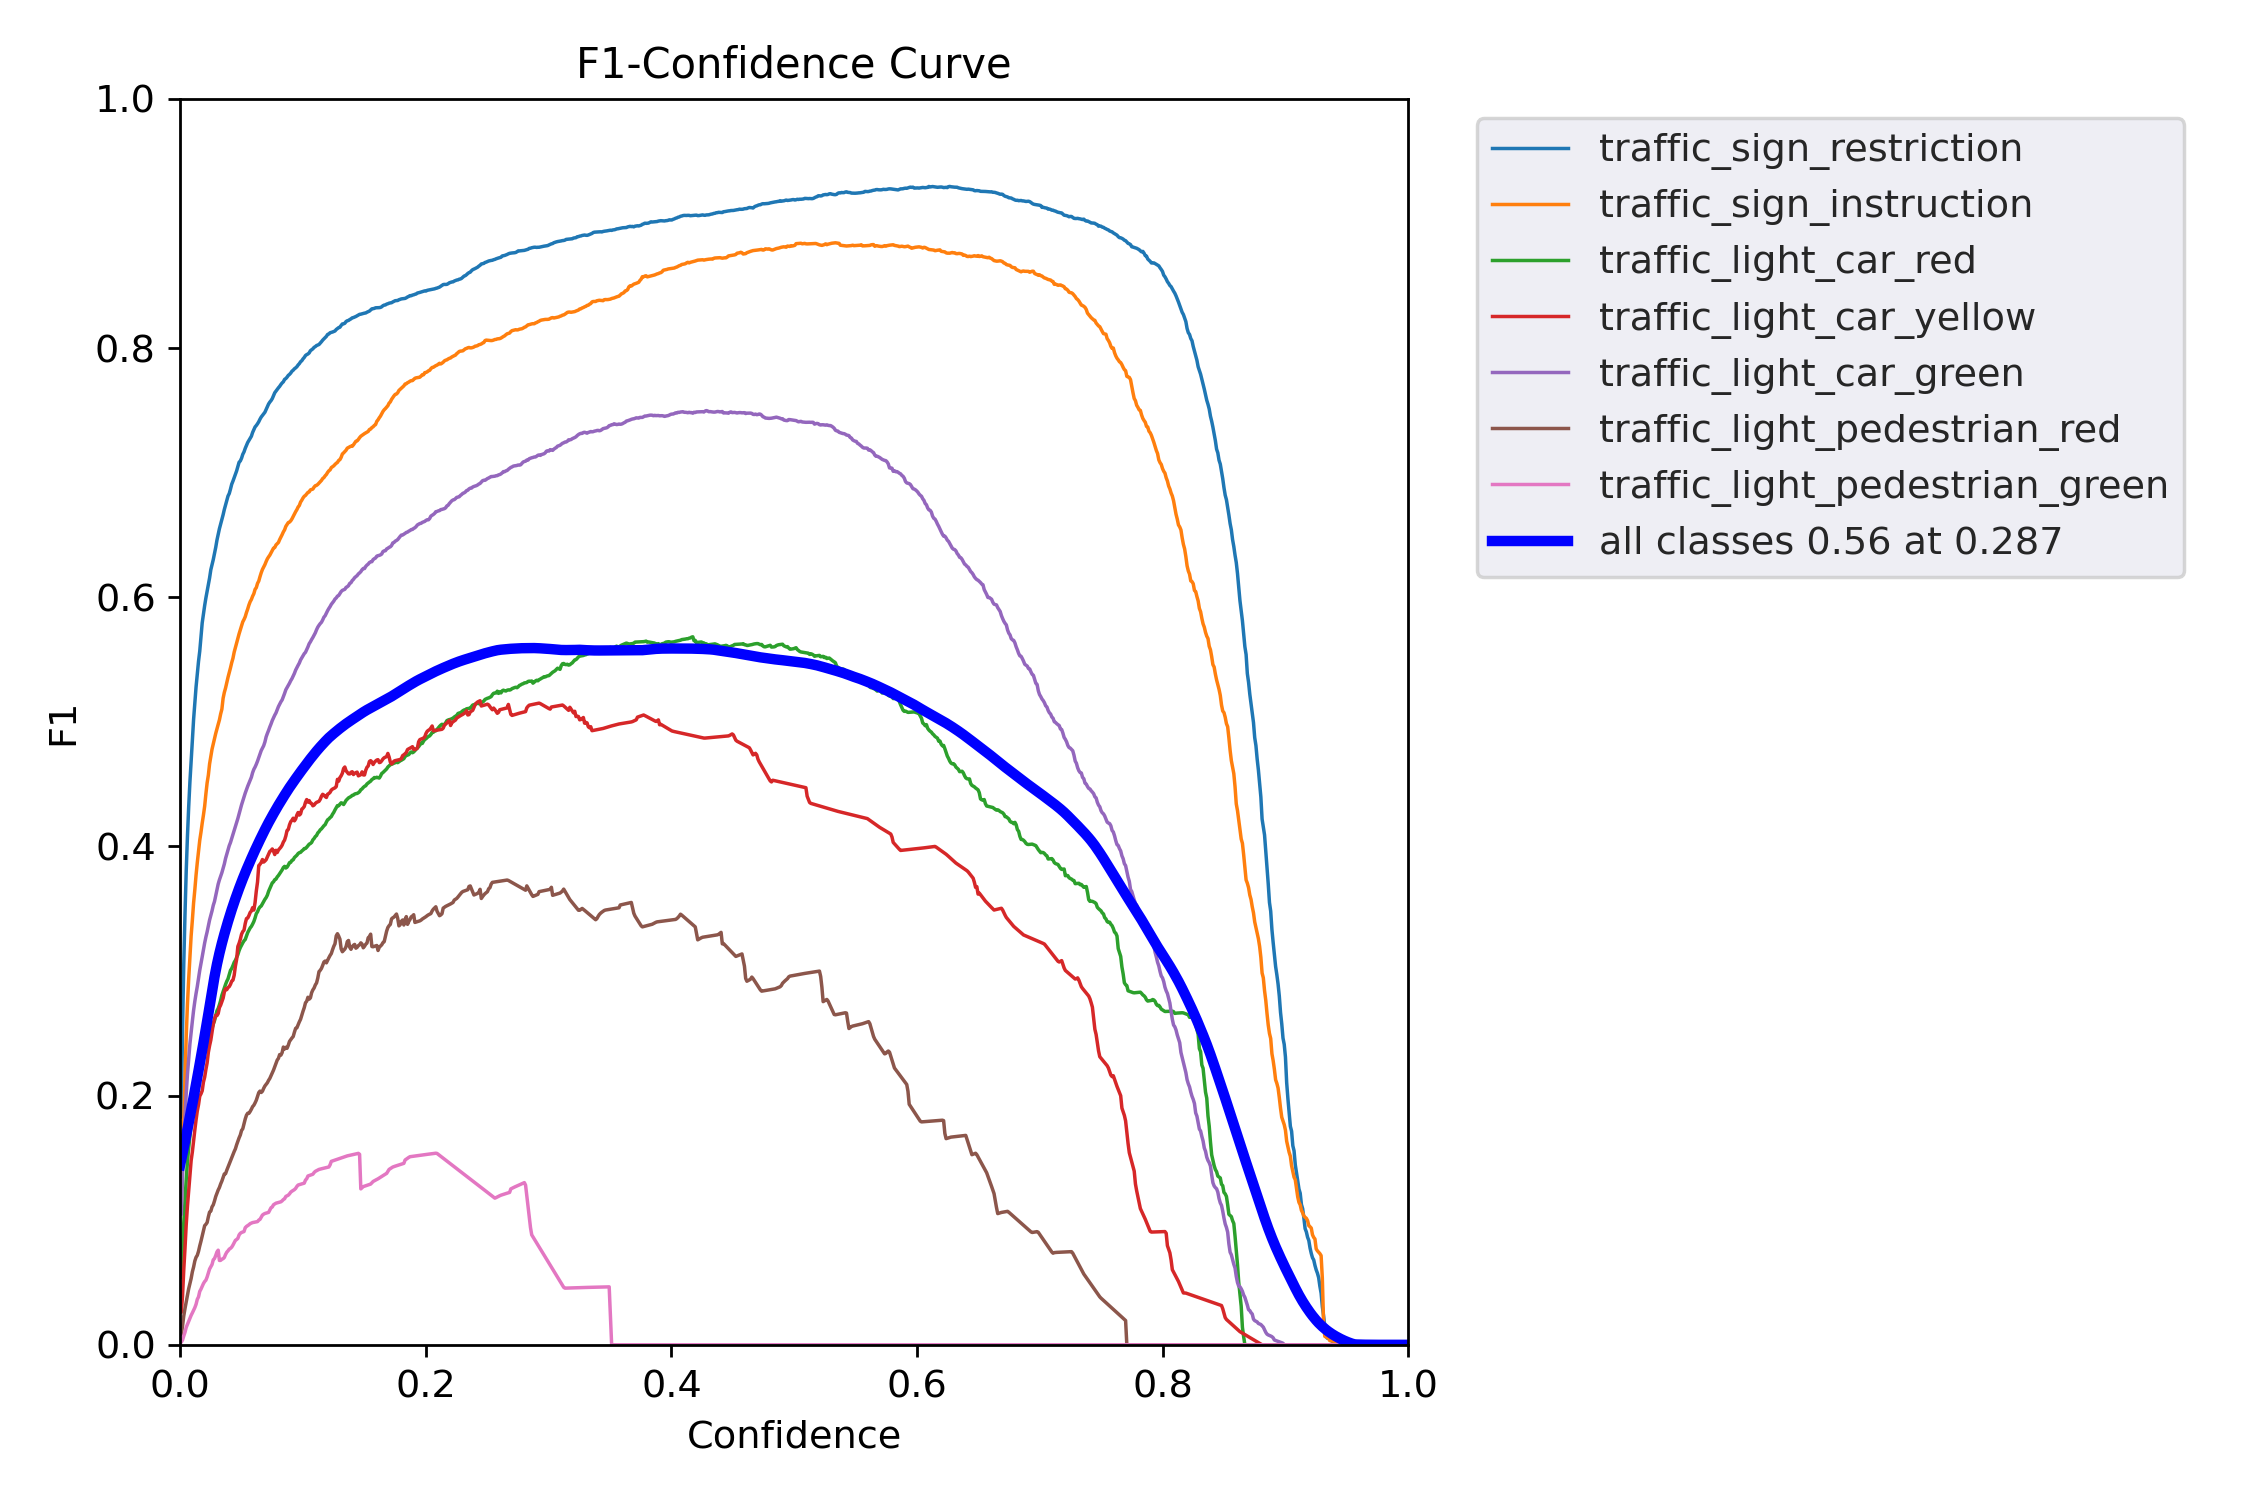 F1-Confidence Curve
1.0
0.8
0.6
0.4
0.2
0.0
F1
0.0 0.2 0.4 0.6 0.8 1.0
Confidence
traffic_sign_restriction
traffic_sign_instruction
traffic_light_car_red
traffic_light_car_yellow
traffic_light_car_green
traffic_light_pedestrian_red
traffic_light_pedestrian_green
all classes 0.56 at 0.287